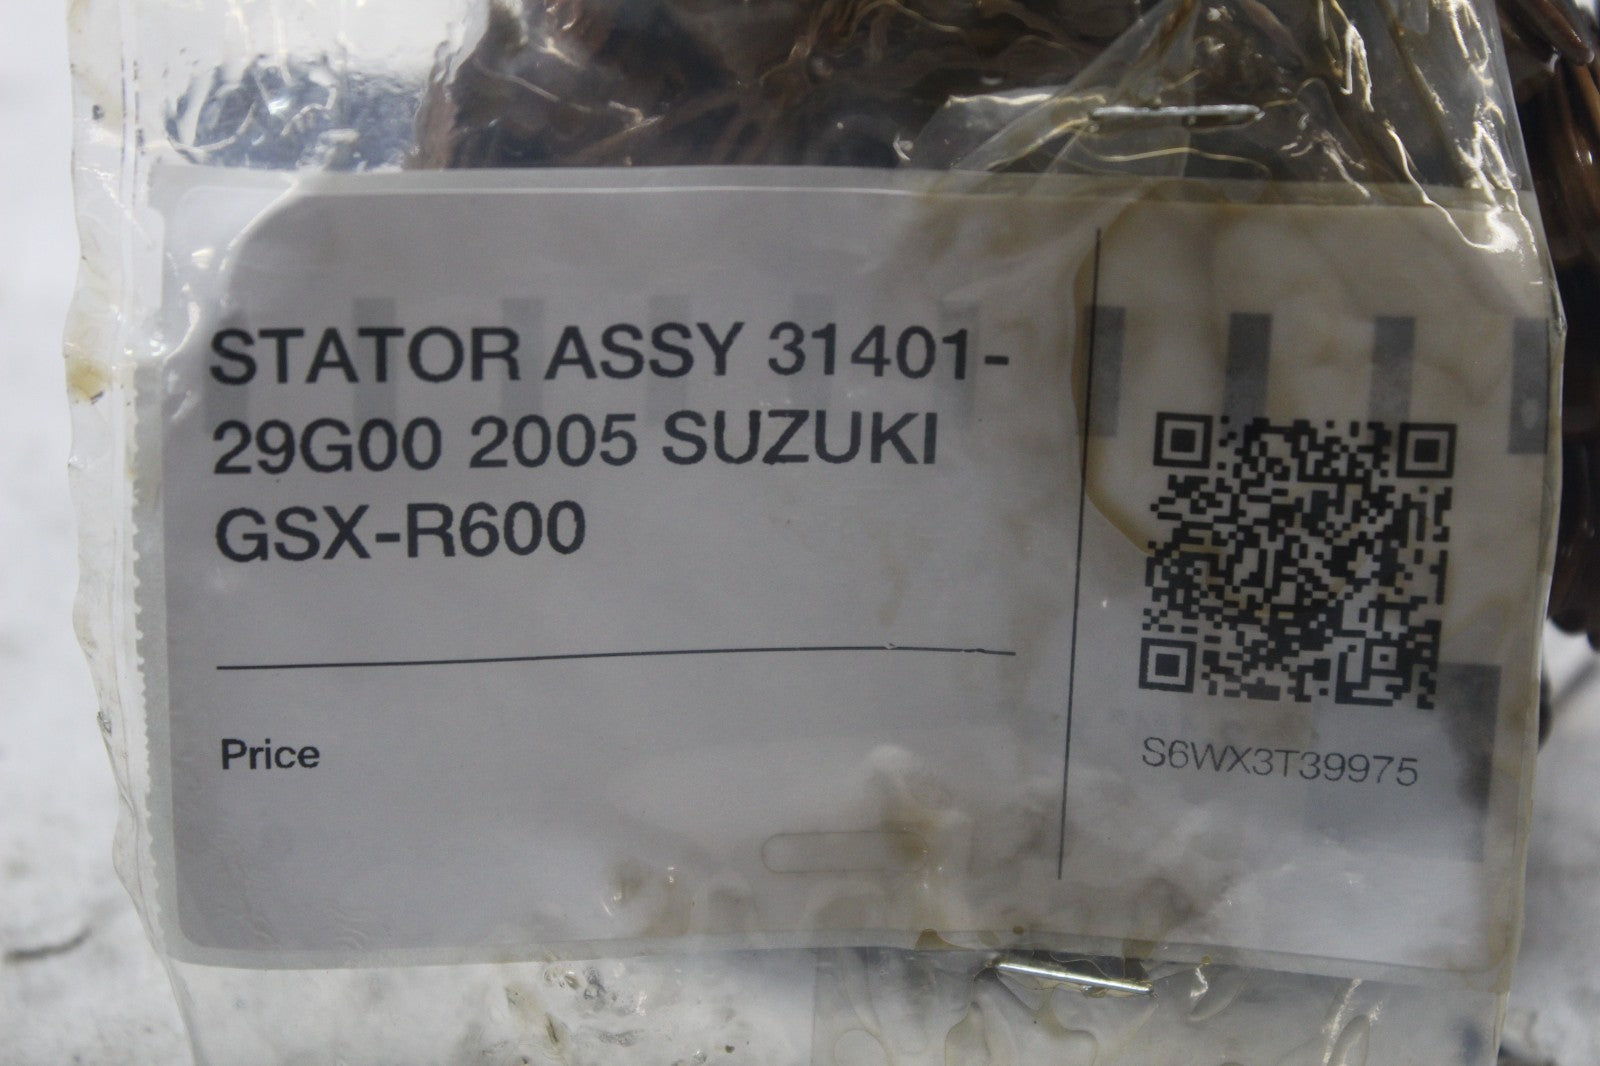 STATOR ASSY 31401-
29G00 2005 SUZUKI
GSX-R600
Price
S6WX3T39975